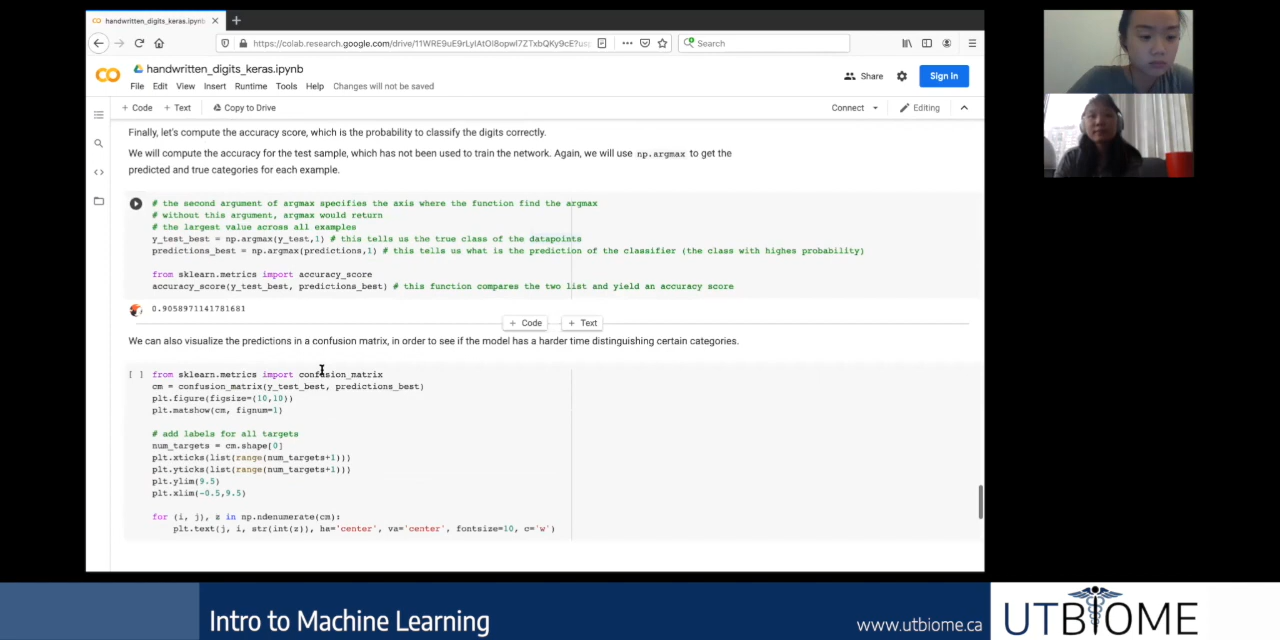 handwritten_digits_keras.ipynb
https://colab.research.google.com/drive/11WRE9uE9rLyIAtOI8opwI7ZTxbQKy9cE?us
Search
CO
handwritten_digits_keras.ipynb
File Edit View Insert Runtime Tools Help Changes will not be saved
Share
Sign in
+ Code + Text Copy to Drive
Connect
Editing
Finally, let's compute the accuracy score, which is the probability to classify the digits correctly.
We will compute the accuracy for the test sample, which has not been used to train the network. Again, we will use np.argmax to get the
predicted and true categories for each example.
# the second argument of argmax specifies the axis where the function find the argmax
# without this argument, argmax would return
# the largest value across all examples
y_test_best = np.argmax(y_test,1) # this tells us the true class of the datapoints
predictions_best = np.argmax(predictions,1) # this tells us what is the prediction of the classifier (the class with highes probability)
from sklearn.metrics import accuracy_score
accuracy_score(y_test_best, predictions_best) # this function compares the two list and yield an accuracy score
0.9058971141781681
+ Code + Text
We can also visualize the predictions in a confusion matrix, in order to see if the model has a harder time distinguishing certain categories.
[ ] from sklearn.metrics import confusion_matrix
cm = confusion_matrix(y_test_best, predictions_best)
plt.figure(figsize=(10,10))
plt.matshow(cm, fignum=1)
# add labels for all targets
num_targets = cm.shape[0]
plt.xticks(list(range(num_targets+1)))
plt.yticks(list(range(num_targets+1)))
plt.ylim(9.5)
plt.xlim(-0.5,9.5)
for (i, j), z in np.ndenumerate(cm):
plt.text(j, i, str(int(z)), ha='center', va='center', fontsize=10, c='w')
Intro to Machine Learning
www.utbiome.ca
UTBIOME